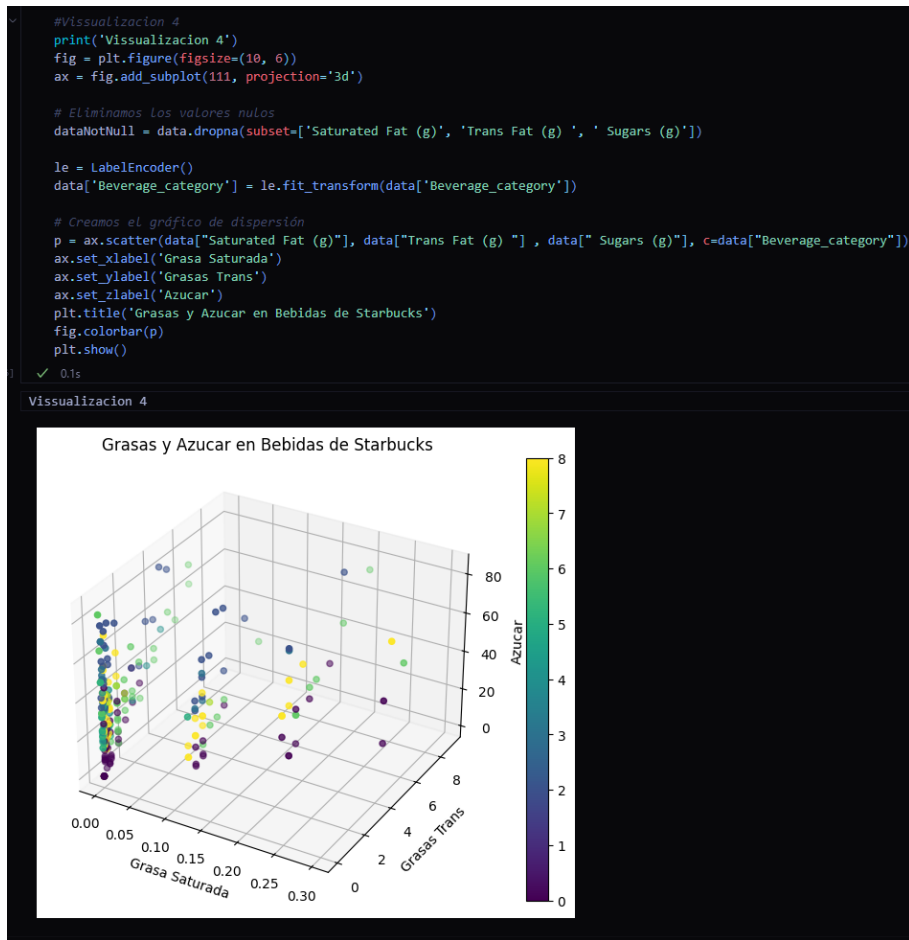 #Vissualizacion 4
print('Vissualizacion 4')
fig = plt.figure(figsize=(10, 6))
ax = fig.add_subplot(111, projection='3d')
# Eliminamos los valores nulos
dataNotNull = data.dropna(subset=['Saturated Fat (g)', 'Trans Fat (g) ', ' Sugars (g)'])
le = LabelEncoder()
data['Beverage_category'] = le.fit_transform(data['Beverage_category'])
# Creamos el gráfico de dispersión
p = ax.scatter(data["Saturated Fat (g)"], data["Trans Fat (g) "] , data[" Sugars (g)"], c=data["Beverage_category"])
ax.set_xlabel('Grasa Saturada')
ax.set_ylabel('Grasas Trans')
ax.set_zlabel('Azucar')
plt.title('Grasas y Azucar en Bebidas de Starbucks')
fig.colorbar(p)
plt.show()
] ✓ 0.1s
Vissualizacion 4
Grasas y Azucar en Bebidas de Starbucks
8
7
6
5
4
3
2
1
0
80
60
40
20
0
Azucar
8
6
4
2
0
Grasas Trans
0.00
0.05
0.10
0.15
0.20
0.25
0.30
Grasa Saturada